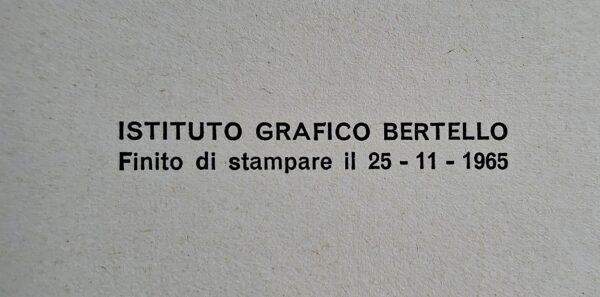 ISTITUTO GRAFICO BERTELLO
Finito di stampare il 25 - 11 - 1965